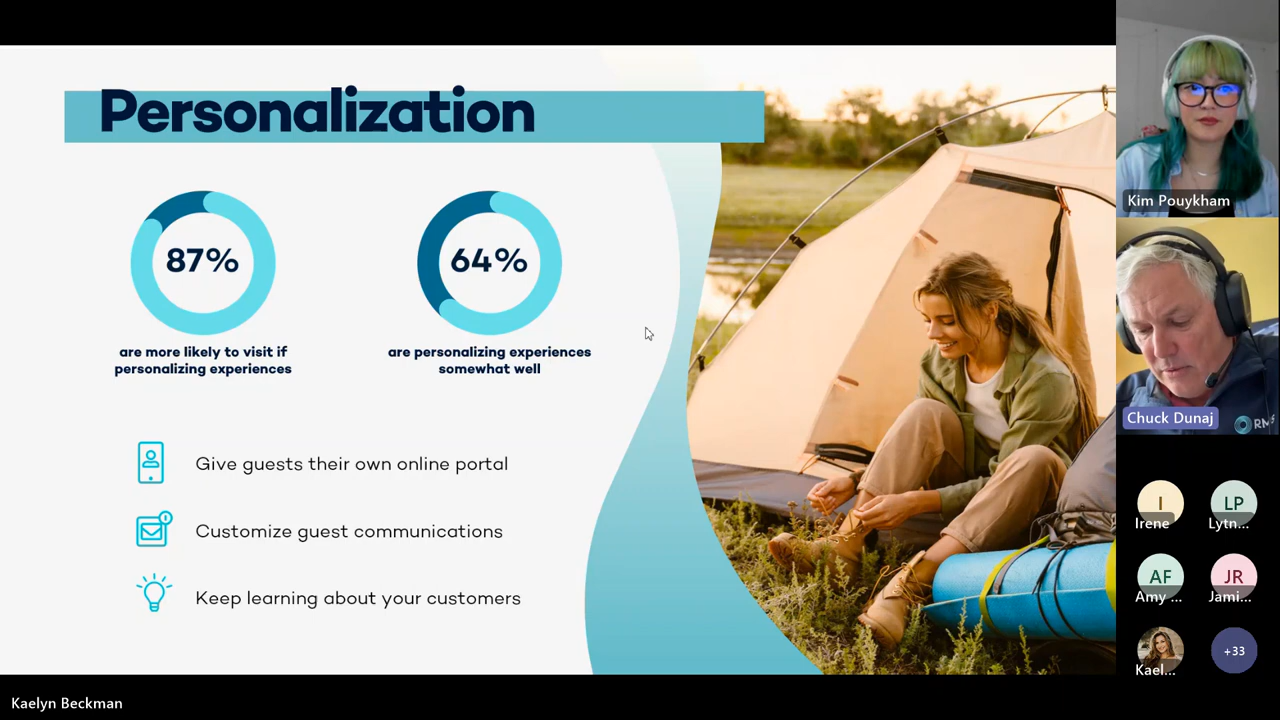 Personalization
87%
64%
are more likely to visit if
personalizing experiences
are personalizing experiences
somewhat well
Give guests their own online portal
Customize guest communications
Keep learning about your customers
Kim Pouykham
Chuck Dunaj
RMS
I
Irene
LP
Lytn...
AF
Amy ...
JR
Jami...
Kael...
+33
Kaelyn Beckman